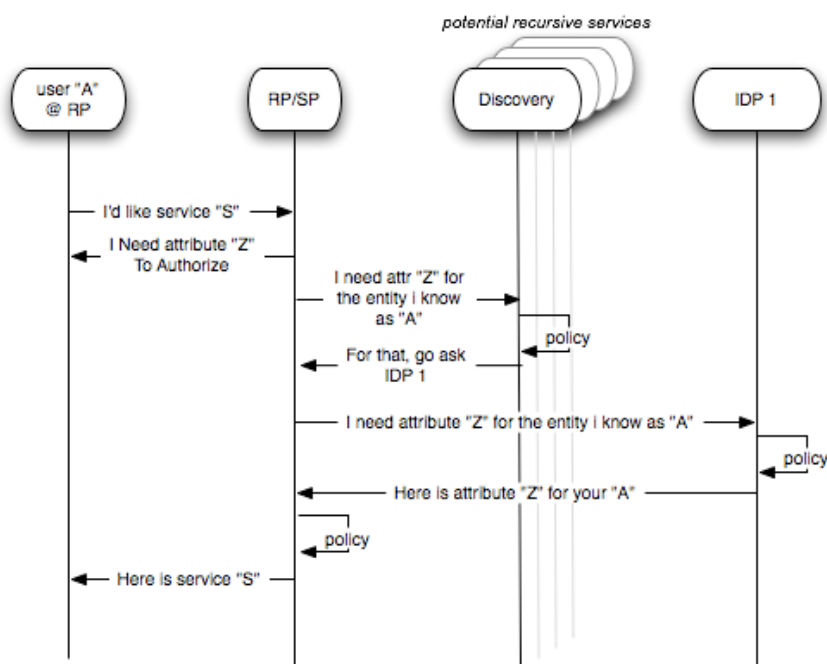 potential recursive services
user "A"
@ RP
RP/SP
Discovery
IDP 1
I'd like service "S"
I Need attribute "Z"
To Authorize
I need attr "Z" for
the entity i know
as "A"
policy
For that, go ask
IDP 1
I need attribute "Z" for the entity i know as "A"
policy
Here is attribute "Z" for your "A"
policy
Here is service "S"